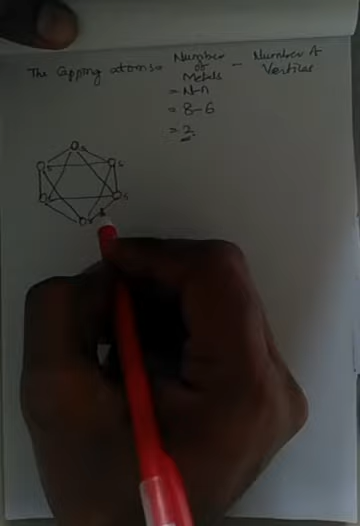 The Capping atoms = Number of Metals - Number of Vertices
= N-n
= 8-6
= 2.